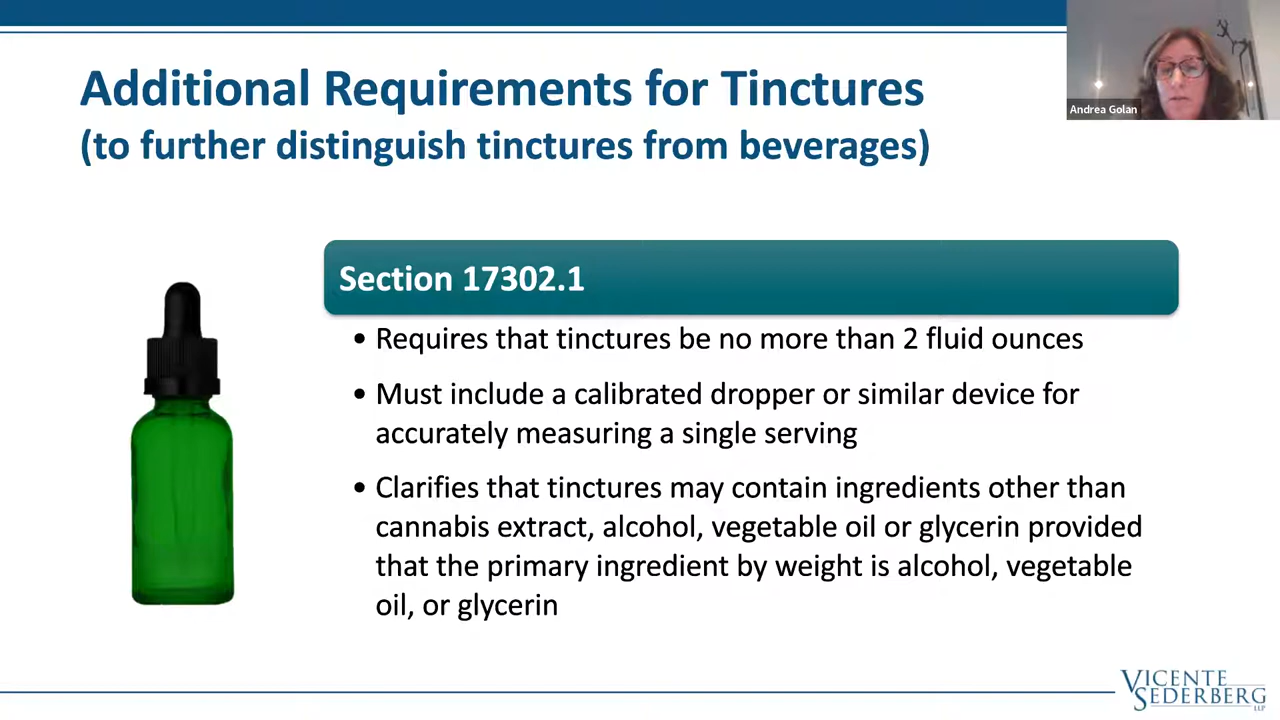 Additional Requirements for Tinctures
(to further distinguish tinctures from beverages)
Andrea Golan
Section 17302.1
• Requires that tinctures be no more than 2 fluid ounces
• Must include a calibrated dropper or similar device for
accurately measuring a single serving
• Clarifies that tinctures may contain ingredients other than
cannabis extract, alcohol, vegetable oil or glycerin provided
that the primary ingredient by weight is alcohol, vegetable
oil, or glycerin
VICENTE
SEDERBERG
LLP